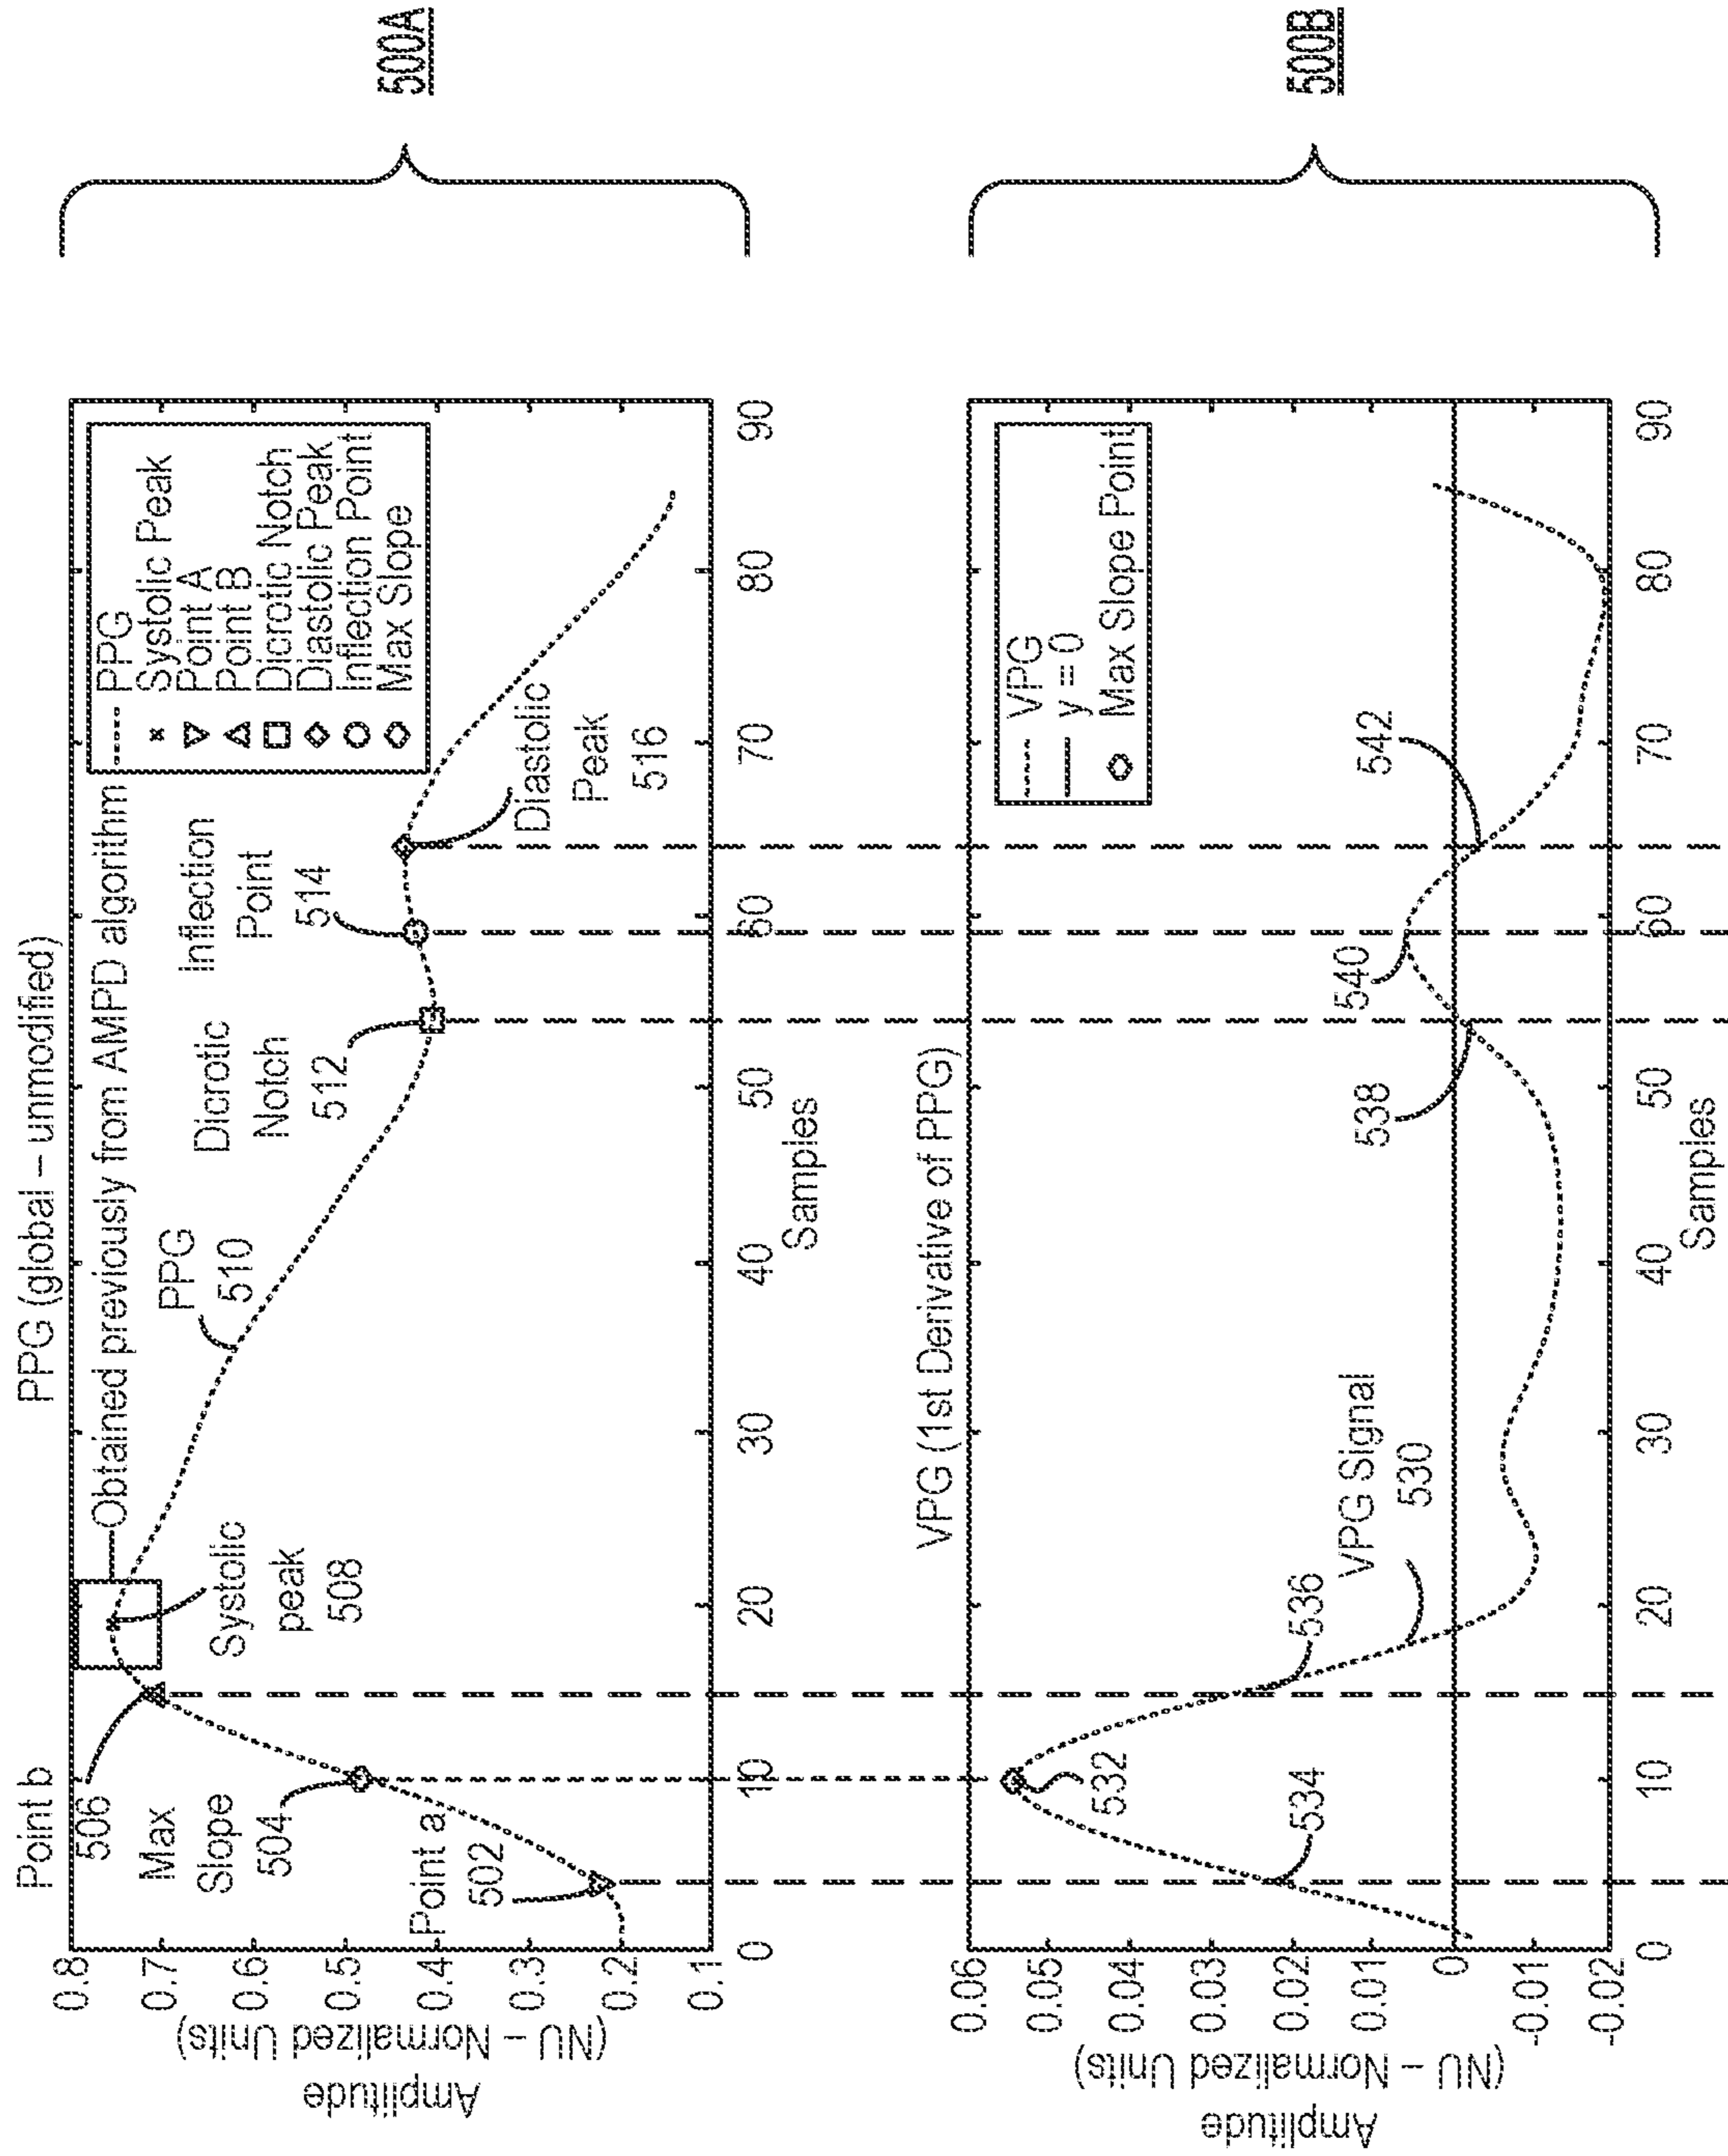 PPG (global – unmodified)
Point b
506
Obtained previously from AMPD algorithm
Max
Slope
504
Point a
502
Systolic
peak
508
PPG
510
Dicrotic
Notch
512
Inflection
Point
514
Diastolic
Peak
516
PPG
Systolic Peak
Point A
Point B
Dicrotic Notch
Diastolic Peak
Inflection Point
Max Slope
0.8
0.7
0.6
0.5
0.4
0.3
0.2
0.1
Amplitude
(NU – Normalized Units)
0 10 20 30 40 50 60 70 80 90
Samples
500A
VPG (1st Derivative of PPG)
VPG
y = 0
Max Slope Point
532
534
536
VPG Signal
530
538
540
542
0.06
0.05
0.04
0.03
0.02
0.01
0
-0.01
-0.02
Amplitude
(NU – Normalized Units)
0 10 20 30 40 50 60 70 80 90
Samples
500B